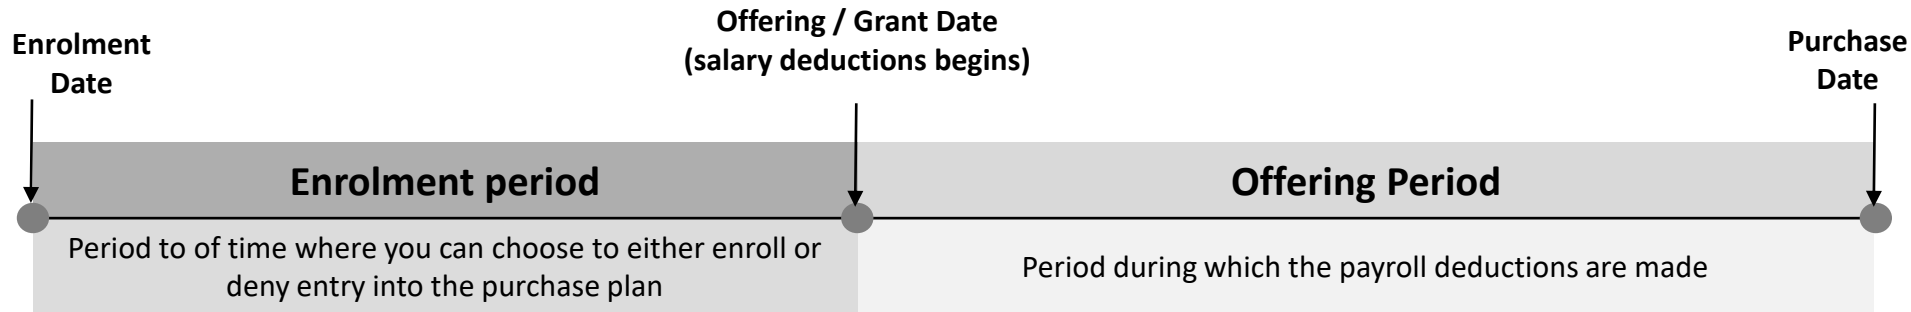 Enrolment
Date
Offering / Grant Date
(salary deductions begins)
Purchase
Date
Enrolment period
Offering Period
Period to of time where you can choose to either enroll or
deny entry into the purchase plan
Period during which the payroll deductions are made